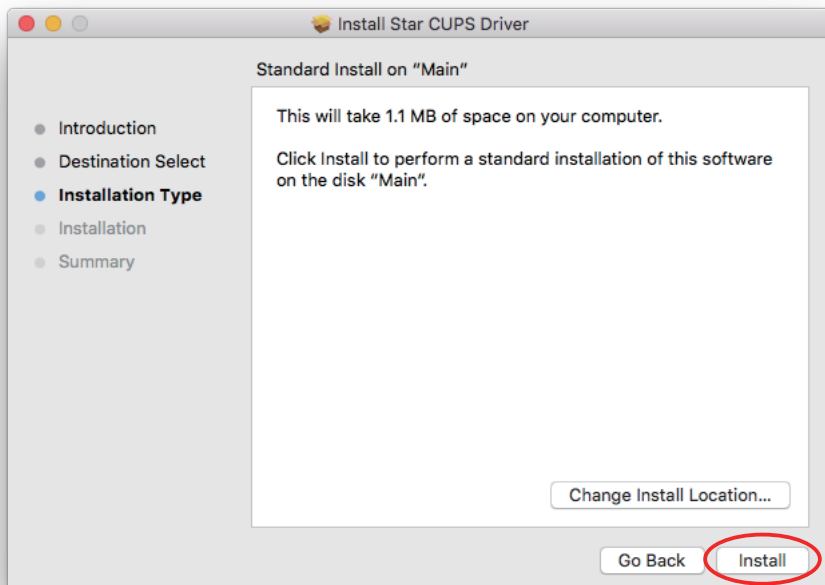 Install Star CUPS Driver
Standard Install on “Main”
Introduction
Destination Select
Installation Type
Installation
Summary
This will take 1.1 MB of space on your computer.
Click Install to perform a standard installation of this software
on the disk “Main”.
Change Install Location...
Go Back
Install